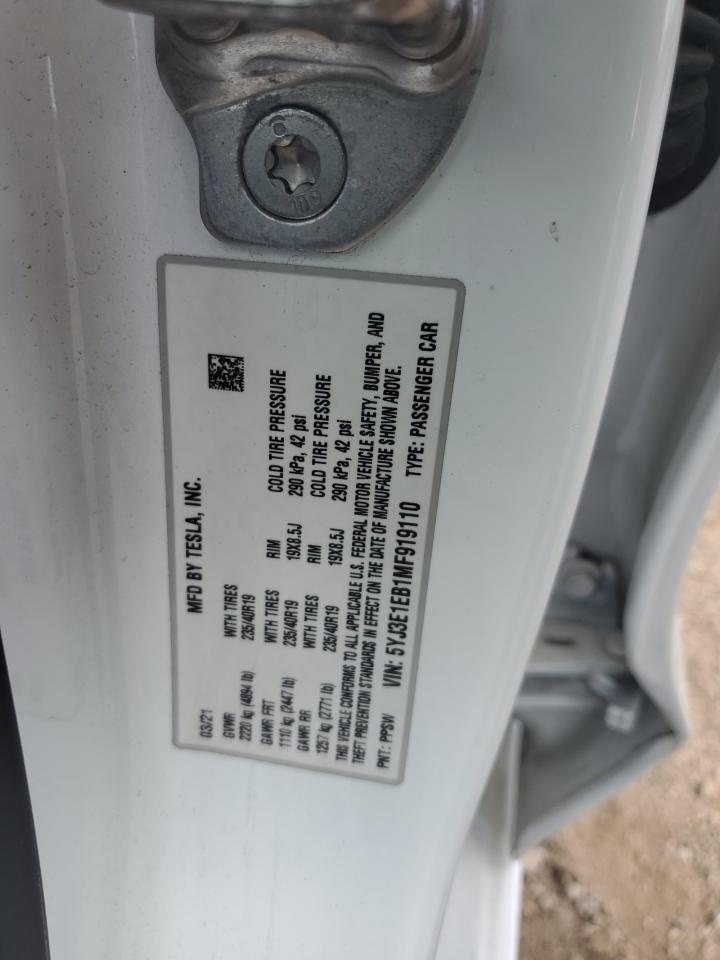 MFD BY TESLA, INC.
03/21
GVWR WITH TIRES
2220 kg (4894 lb) 235/40R19
GAWR FRT WITH TIRES RIM COLD TIRE PRESSURE
1110 kg (2447 lb) 235/40R19 19X8.5J 290 kPa, 42 psi
GAWR RR WITH TIRES RIM COLD TIRE PRESSURE
1257 kg (2771 lb) 235/40R19 19X8.5J 290 kPa, 42 psi
THIS VEHICLE CONFORMS TO ALL APPLICABLE U.S. FEDERAL MOTOR VEHICLE SAFETY, BUMPER, AND
THEFT PREVENTION STANDARDS IN EFFECT ON THE DATE OF MANUFACTURE SHOWN ABOVE.
PNT: PPSW VIN: 5YJ3E1EB1MF919110 TYPE: PASSENGER CAR